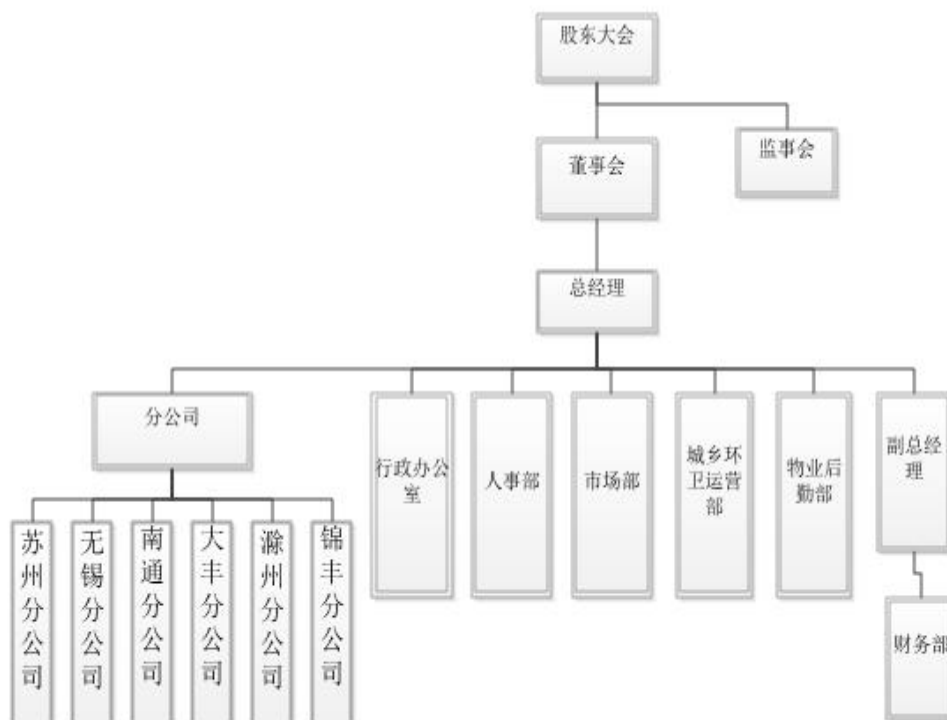 股东大会
董事会
监事会
总经理
分公司
行政办公
室
人事部
市场部
城乡环
卫运营
部
物业后
勤部
副总经
理
苏州分公司
无锡分公司
南通分公司
大丰分公司
滁州分公司
锦丰分公司
财务部